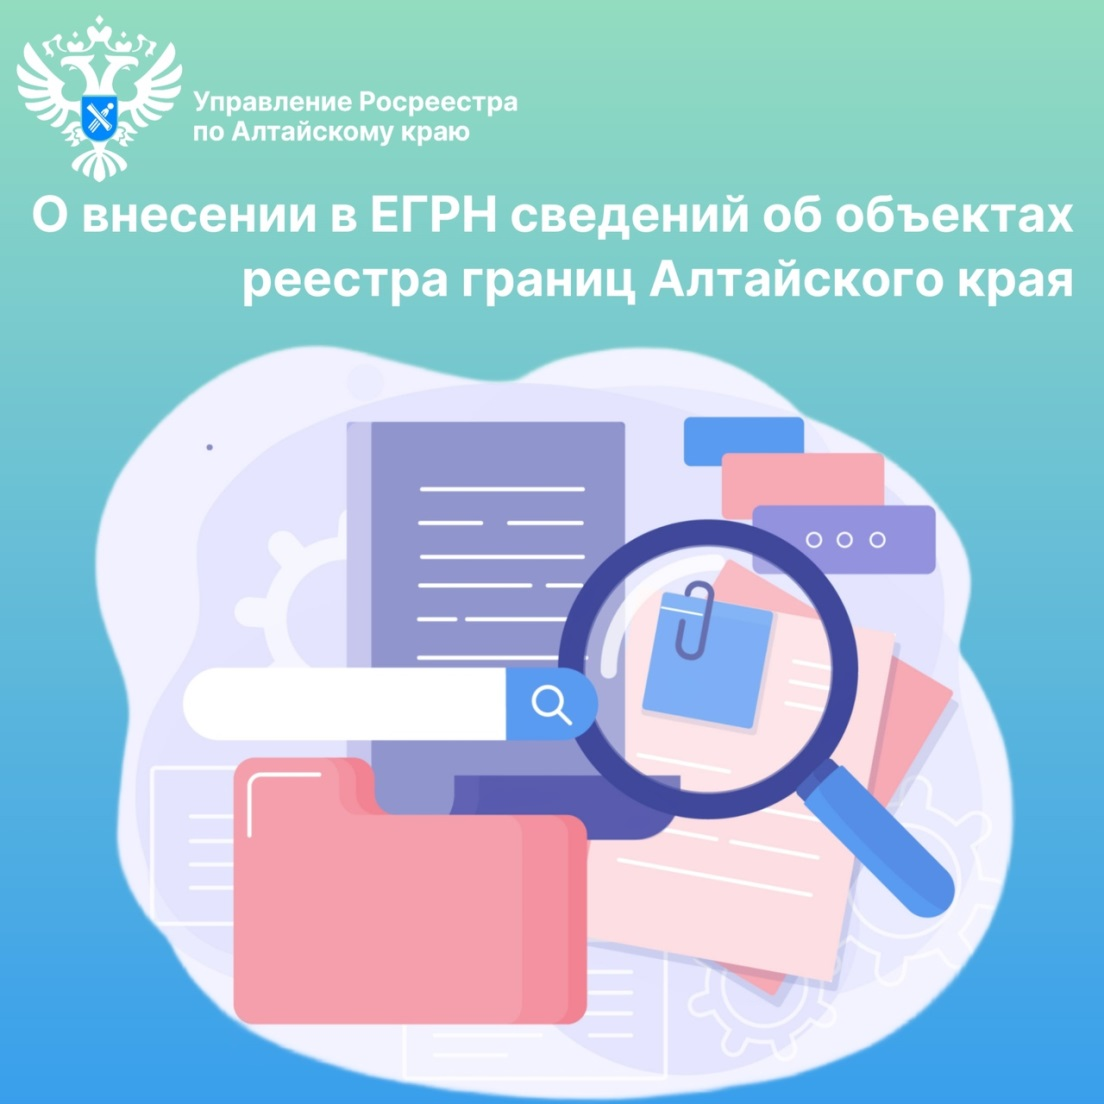 Управление Росреестра
по Алтайскому краю
О внесении в ЕГРН сведений об объектах
реестра границ Алтайского края